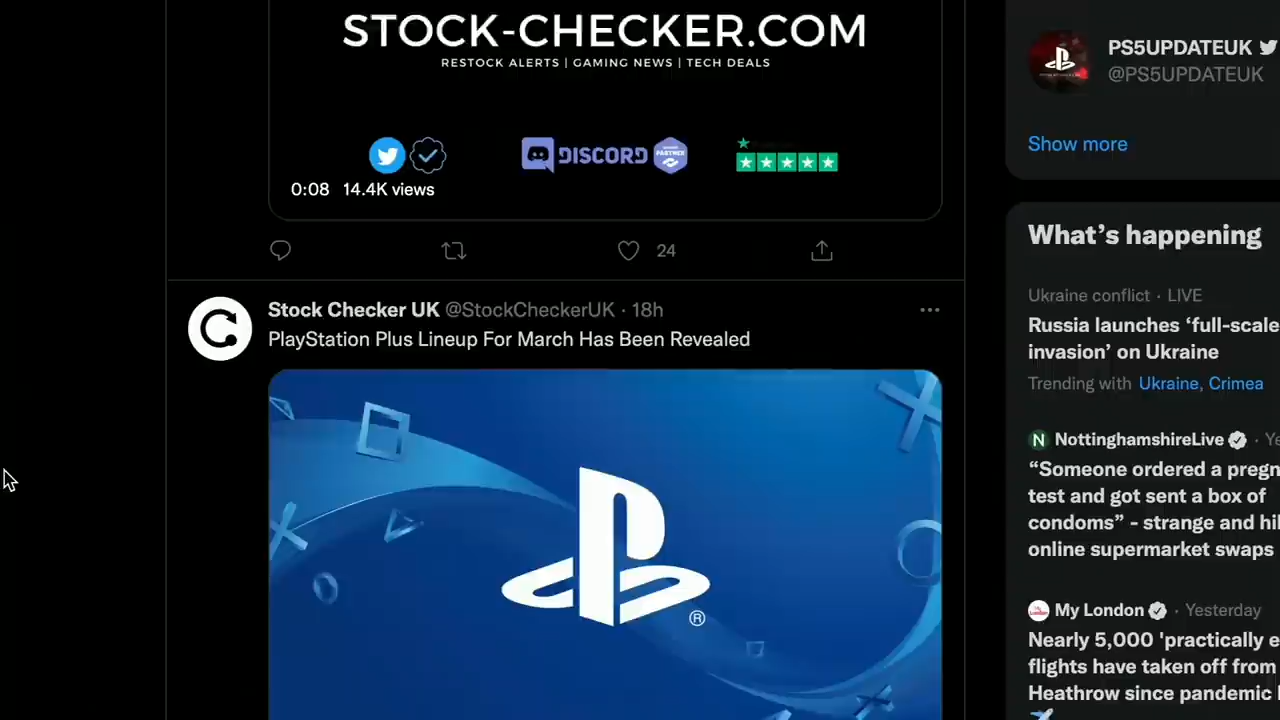 STOCK-CHECKER.COM
RESTOCK ALERTS | GAMING NEWS | TECH DEALS
DISCORD
0:08 14.4K views
24
Stock Checker UK @StockCheckerUK · 18h
PlayStation Plus Lineup For March Has Been Revealed
®
PS5UPDATEUK
@PS5UPDATEUK
Show more
What's happening
Ukraine conflict · LIVE
Russia launches ‘full-scale
invasion’ on Ukraine
Trending with Ukraine, Crimea
N NottinghamshireLive · Ye
“Someone ordered a pregn
test and got sent a box of
condoms” - strange and hil
online supermarket swaps
My London · Yesterday
Nearly 5,000 'practically e
flights have taken off from
Heathrow since pandemic